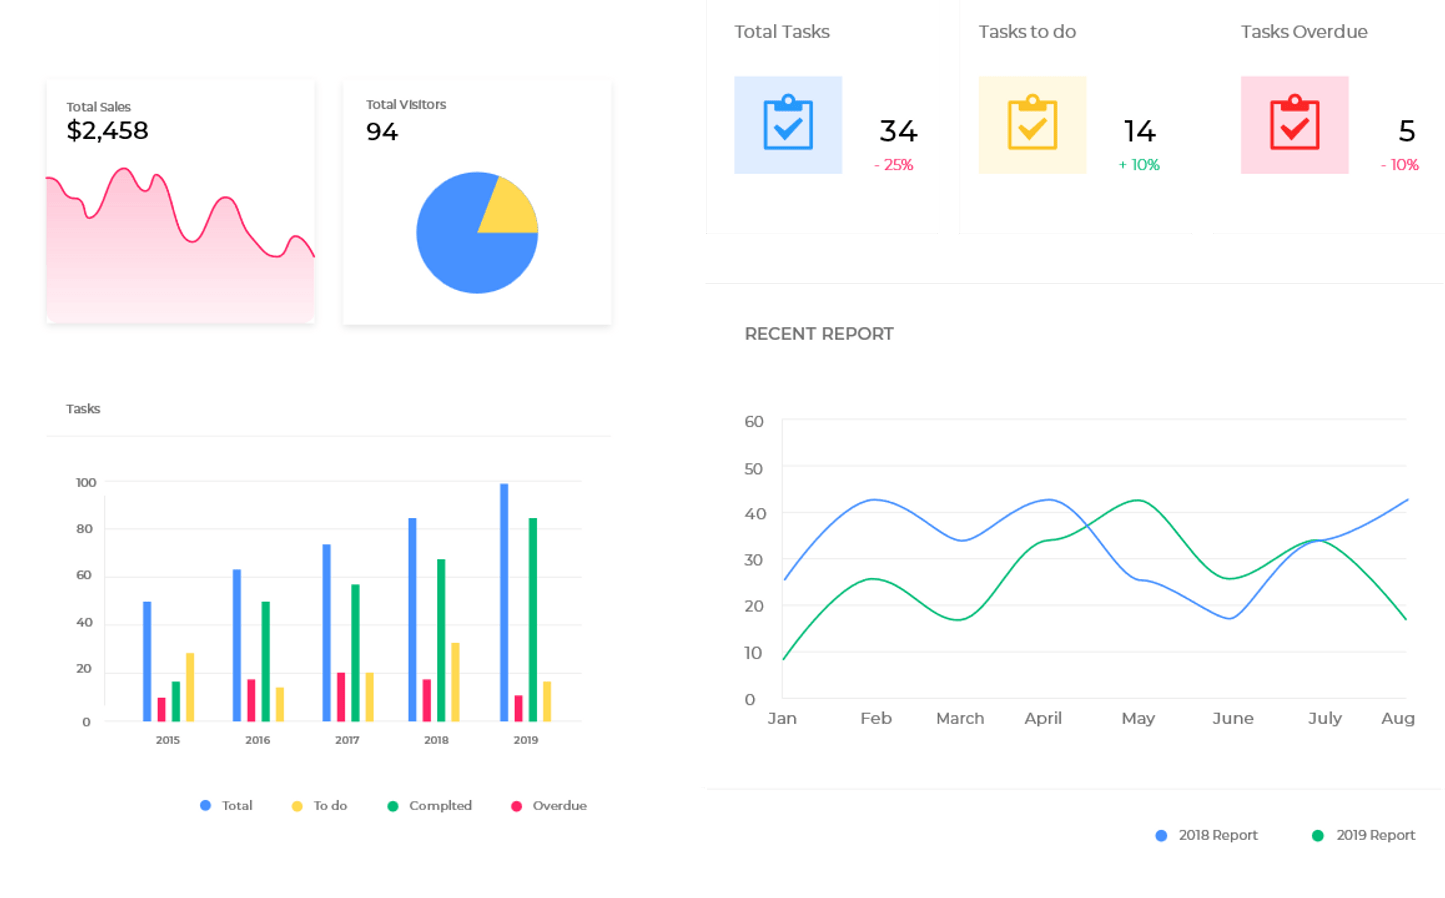 Total Sales
$2,458
Total Visitors
94
Total Tasks
34
- 25%
Tasks to do
14
+ 10%
Tasks Overdue
5
- 10%
Tasks
100
80
60
40
20
0
2015 2016 2017 2018 2019
Total To do Complted Overdue
RECENT REPORT
60
50
40
30
20
10
0
Jan Feb March April May June July Aug
2018 Report 2019 Report